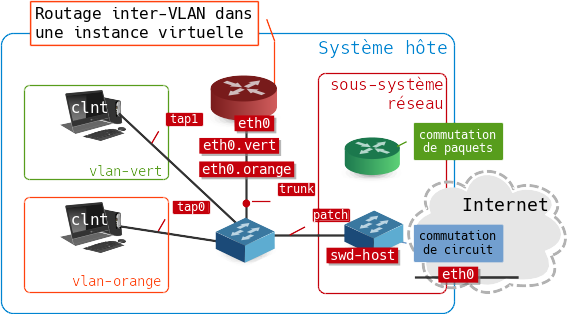 Routage inter-VLAN dans
une instance virtuelle
Système hôte
sous-système
réseau
clnt
tap1
eth0
eth0.vert
eth0.orange
commutation
de paquets
vlan-vert
trunk
clnt
tap0
patch
Internet
commutation
de circuit
swd-host
eth0
vlan-orange